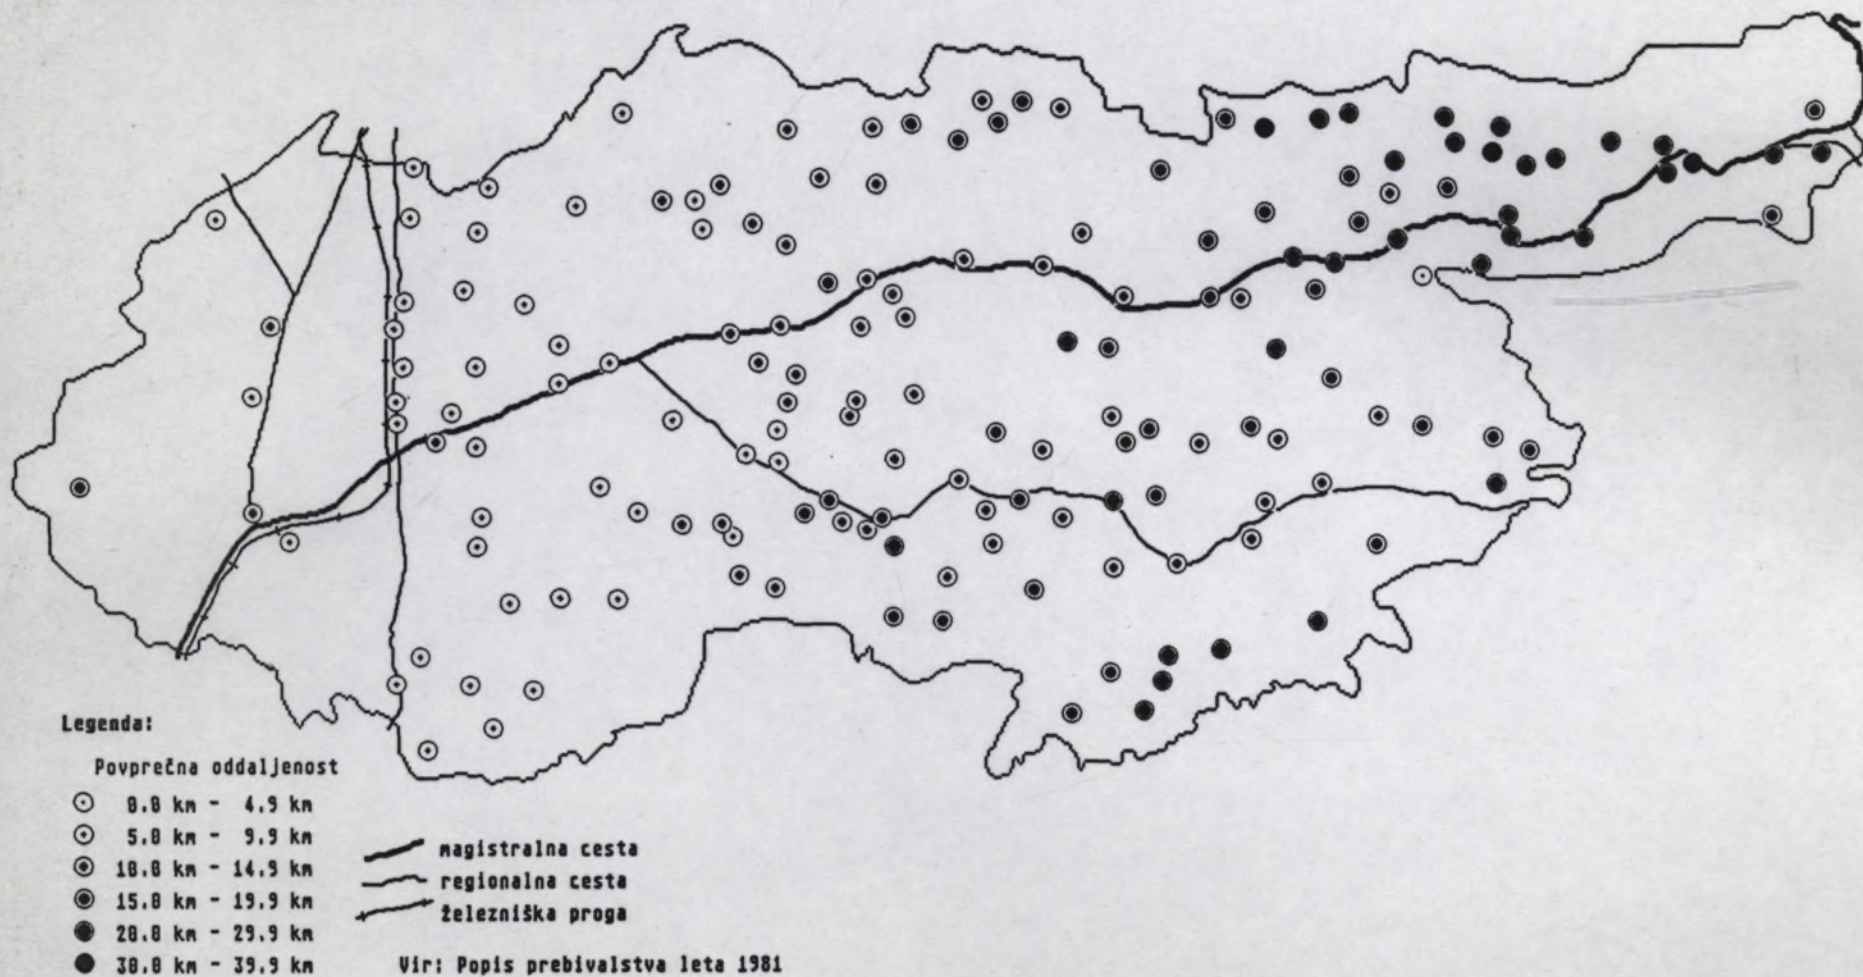 Legenda:
Povprečna oddaljenost
0.0 km - 4.9 km
5.0 km - 9.9 km
10.0 km - 14.9 km
15.0 km - 19.9 km
20.0 km - 29.9 km
30.0 km - 39.9 km
magistralna cesta
regionalna cesta
železniška proga
Vir: Popis prebivalstva leta 1981